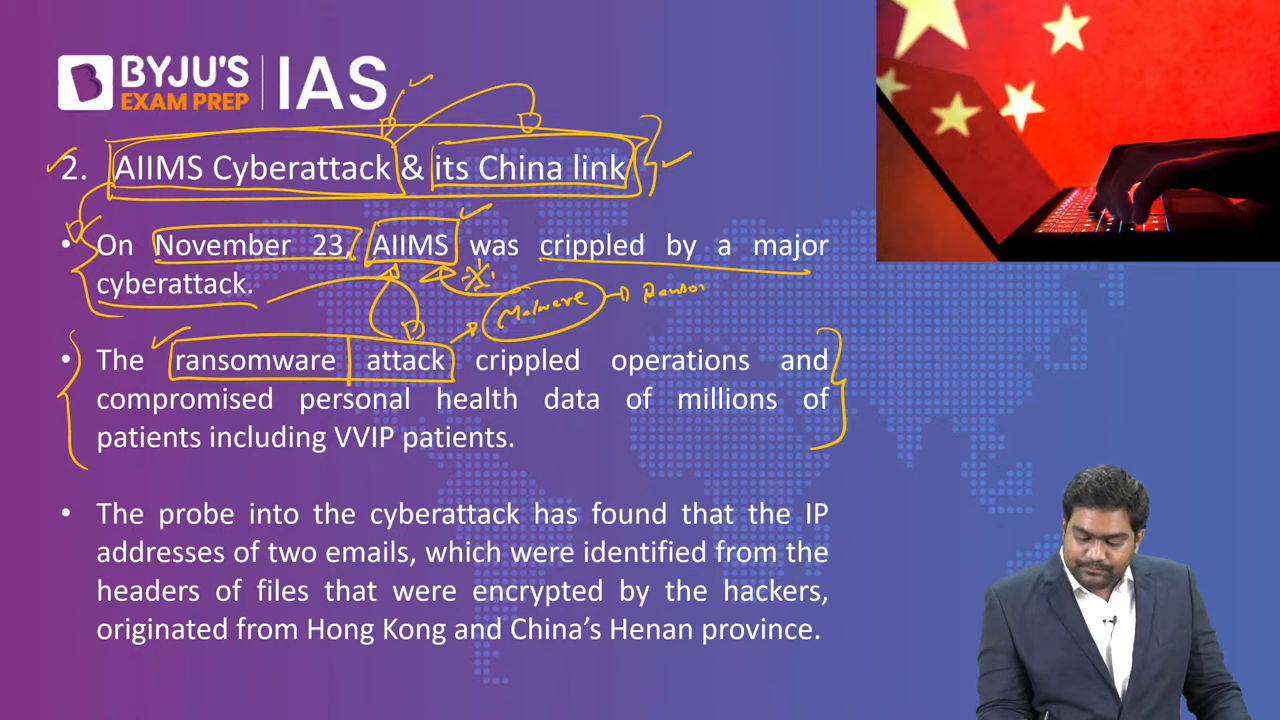 BYJU'S
EXAM PREP
IAS
2. AIIMS Cyberattack & its China link
• On November 23, AIIMS was crippled by a major
cyberattack.
Malware
• The ransomware attack crippled operations and
compromised personal health data of millions of
patients including VVIP patients.
• The probe into the cyberattack has found that the IP
addresses of two emails, which were identified from the
headers of files that were encrypted by the hackers,
originated from Hong Kong and China's Henan province.